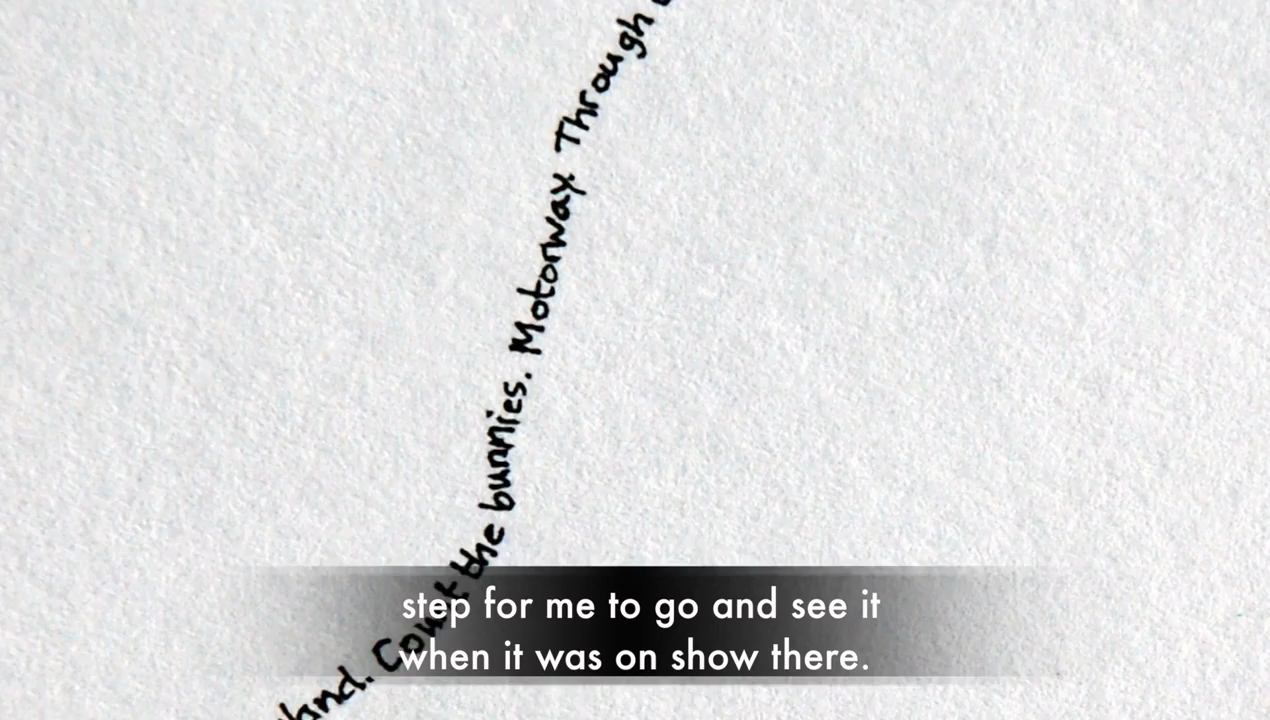 Count the bunnies. Motorway. Through
step for me to go and see it
when it was on show there.